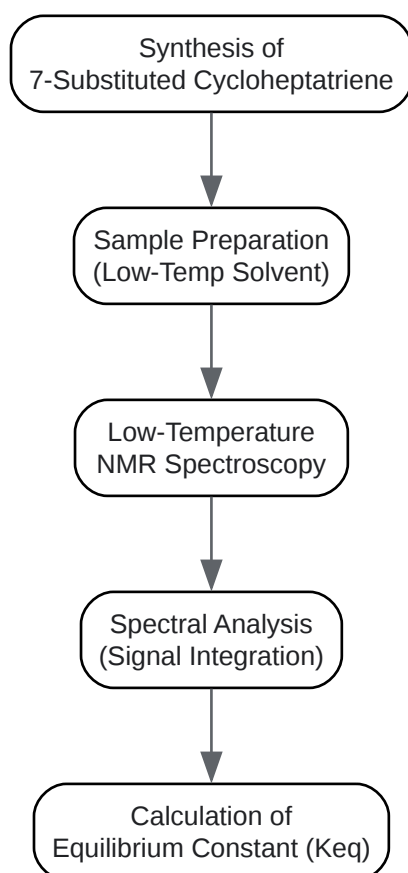 Synthesis of
7-Substituted Cycloheptatriene
Sample Preparation
(Low-Temp Solvent)
Low-Temperature
NMR Spectroscopy
Spectral Analysis
(Signal Integration)
Calculation of
Equilibrium Constant (Keq)